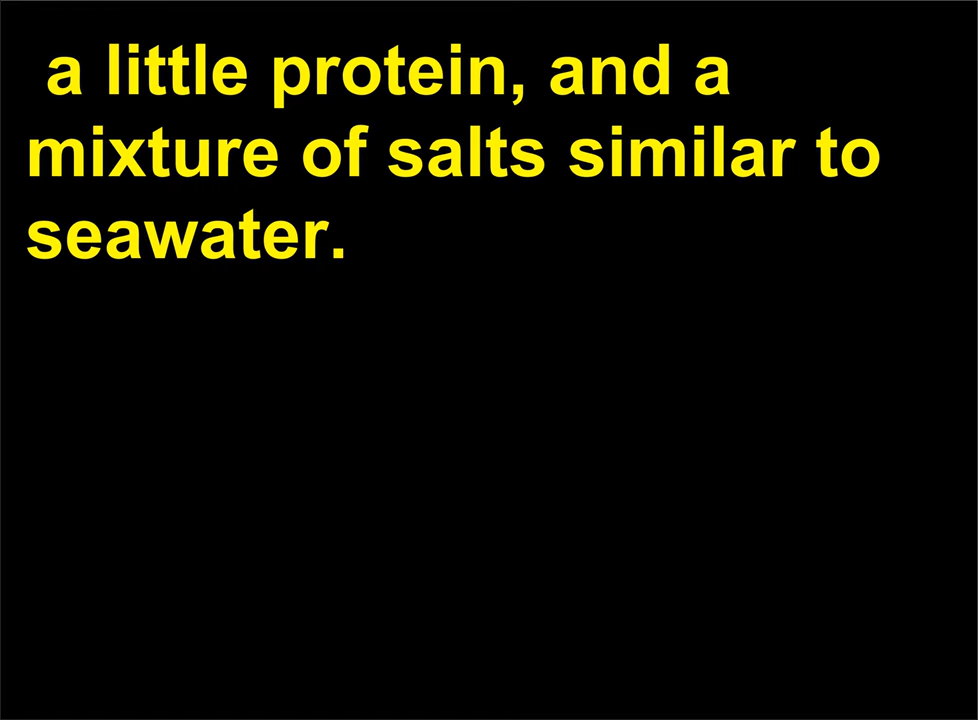 a little protein, and a
mixture of salts similar to
seawater.